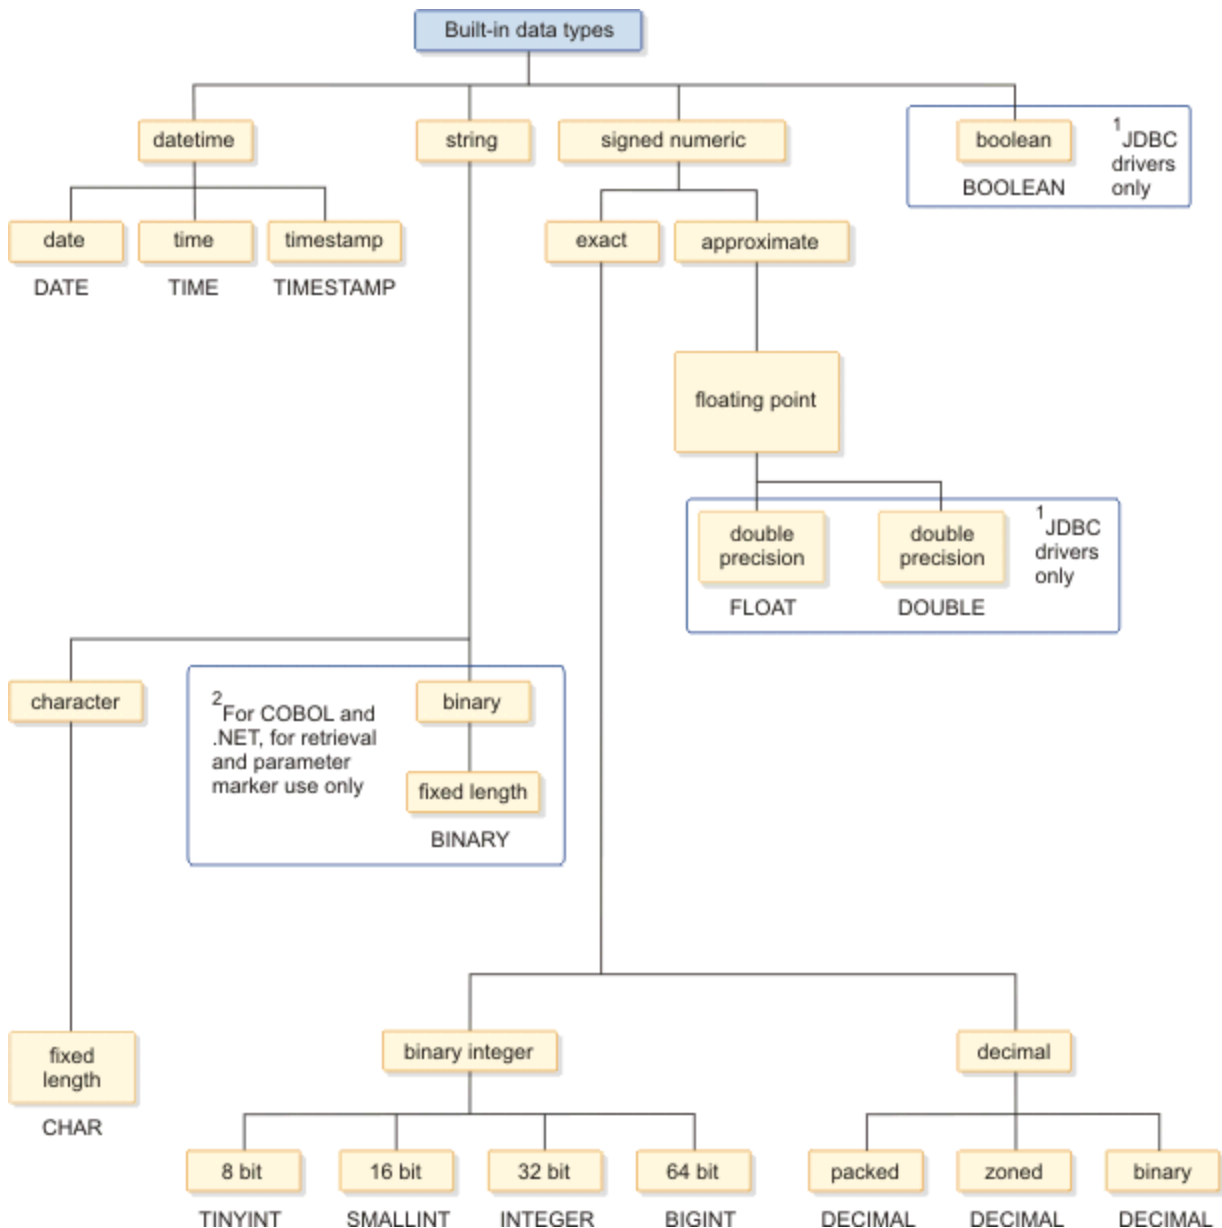 Built-in data types
datetime
string
signed numeric
boolean
BOOLEAN
1JDBC
drivers
only
date
time
timestamp
DATE
TIME
TIMESTAMP
exact
approximate
floating point
double
precision
FLOAT
double
precision
DOUBLE
1JDBC
drivers
only
character
2For COBOL and
.NET, for retrieval
and parameter
marker use only
binary
fixed length
BINARY
fixed
length
CHAR
binary integer
decimal
8 bit
16 bit
32 bit
64 bit
packed
zoned
binary
TINYINT
SMALLINT
INTEGER
BIGINT
DECIMAL
DECIMAL
DECIMAL